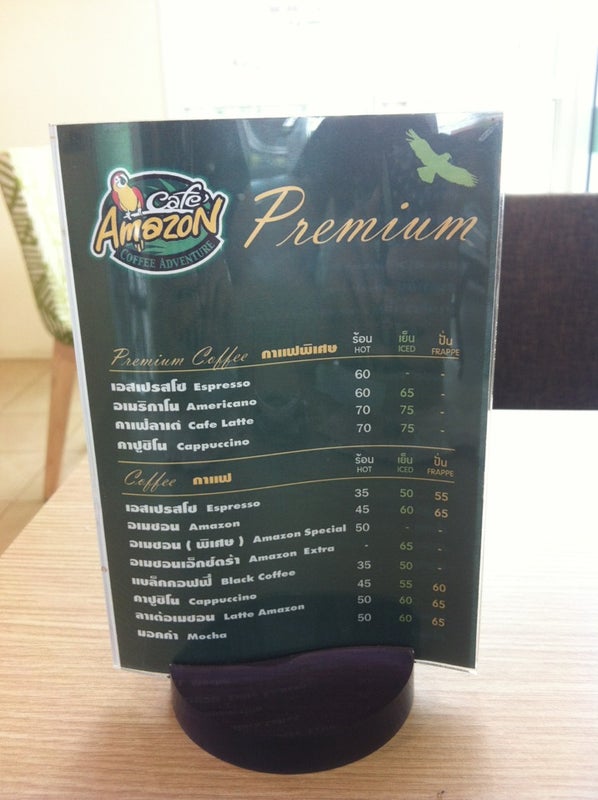 Café
Amazon
COFFEE ADVENTURE
Premium
Premium Coffee กาแฟพิเศษ ร้อน เย็น ปั่น
HOT ICED FRAPPE
เอสเปรสโซ Espresso 60 - -
อเมริกาโน Americano 60 65 -
กาแฟลาเต้ Cafe Latte 70 75 -
คาปูชิโน Cappuccino 70 75 -
Coffee กาแฟ ร้อน เย็น ปั่น
HOT ICED FRAPPE
เอสเปรสโซ Espresso 35 50 55
อเมซอน Amazon 45 60 65
อเมซอน ( พิเศษ ) Amazon Special 50 - -
อเมซอนเอ็กซ์ตร้า Amazon Extra - 65 -
แบล็กคอฟฟี่ Black Coffee 35 50 -
คาปูชิโน Cappuccino 45 55 60
ลาเต้อเมซอน Latte Amazon 50 60 65
มอคค่า Mocha 50 60 65